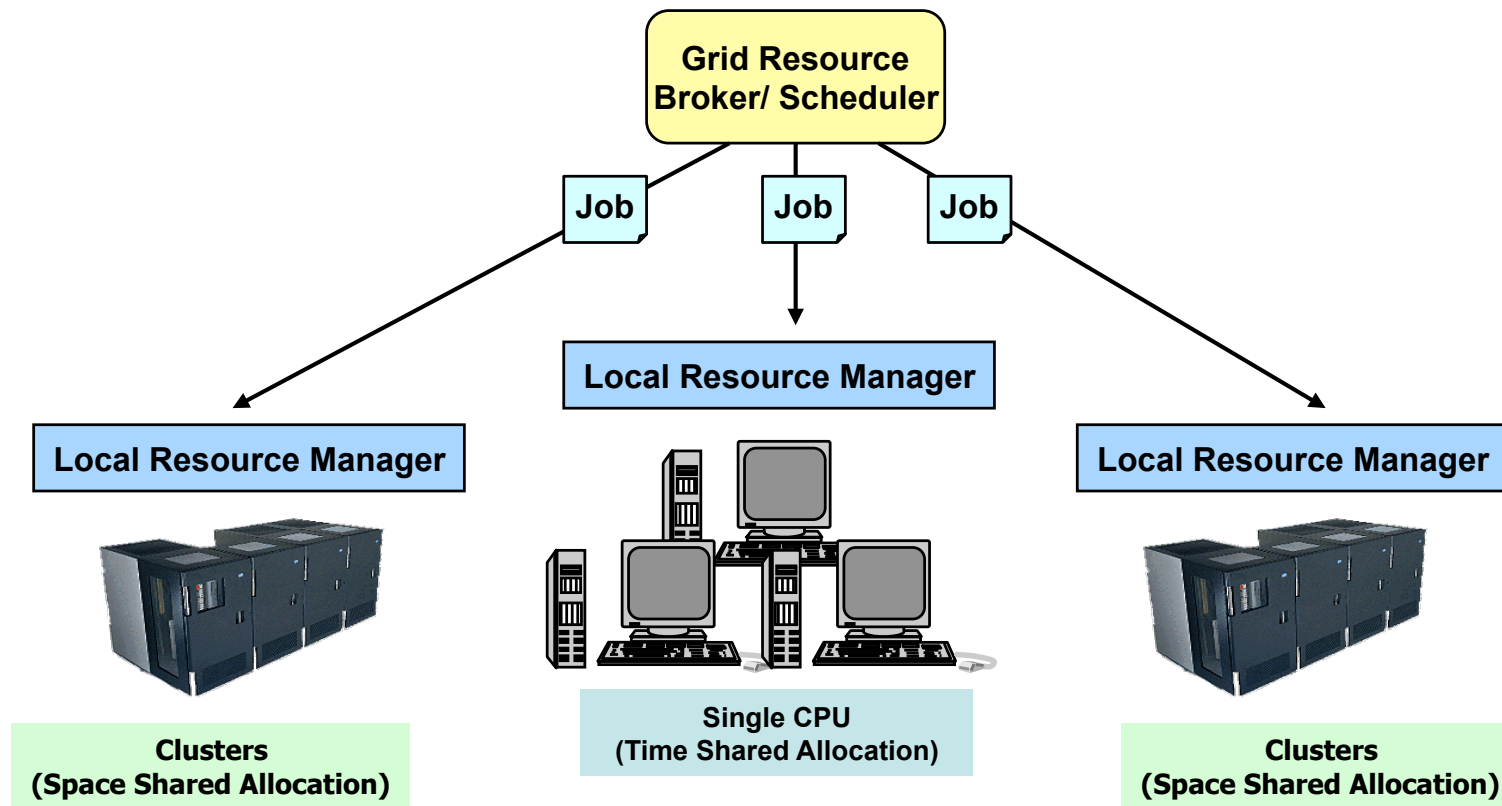 Grid Resource
Broker/ Scheduler
Job
Job
Job
Local Resource Manager
Local Resource Manager
Local Resource Manager
Clusters
(Space Shared Allocation)
Single CPU
(Time Shared Allocation)
Clusters
(Space Shared Allocation)